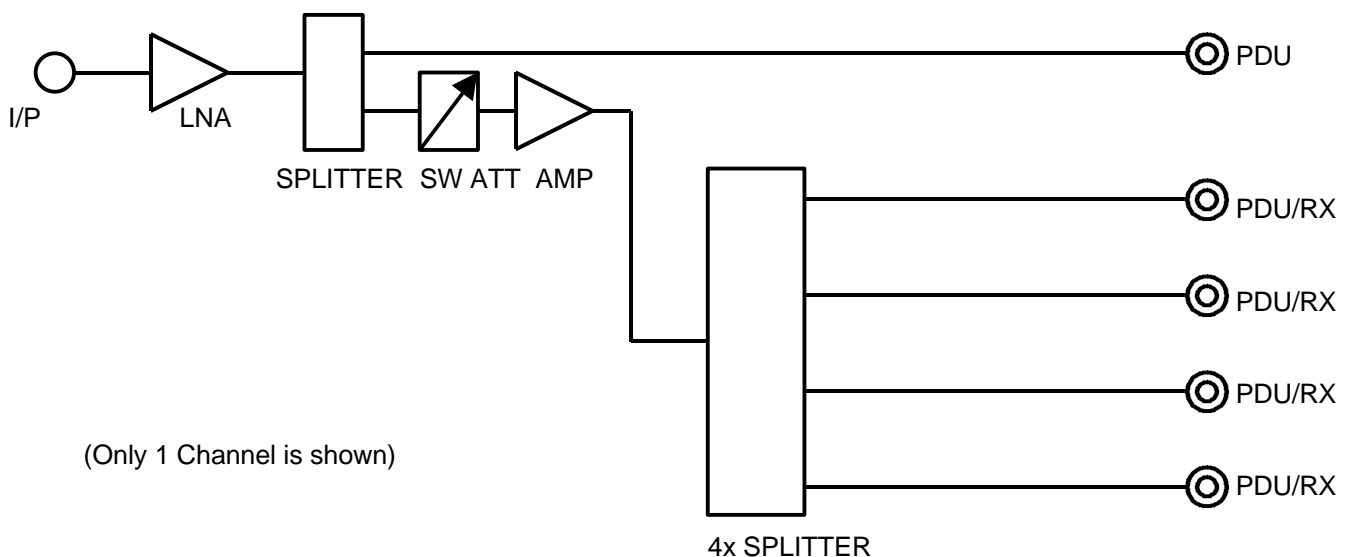 PDU
I/P
LNA
SPLITTER SW ATT AMP
PDU/RX
PDU/RX
PDU/RX
(Only 1 Channel is shown)
PDU/RX
4x SPLITTER